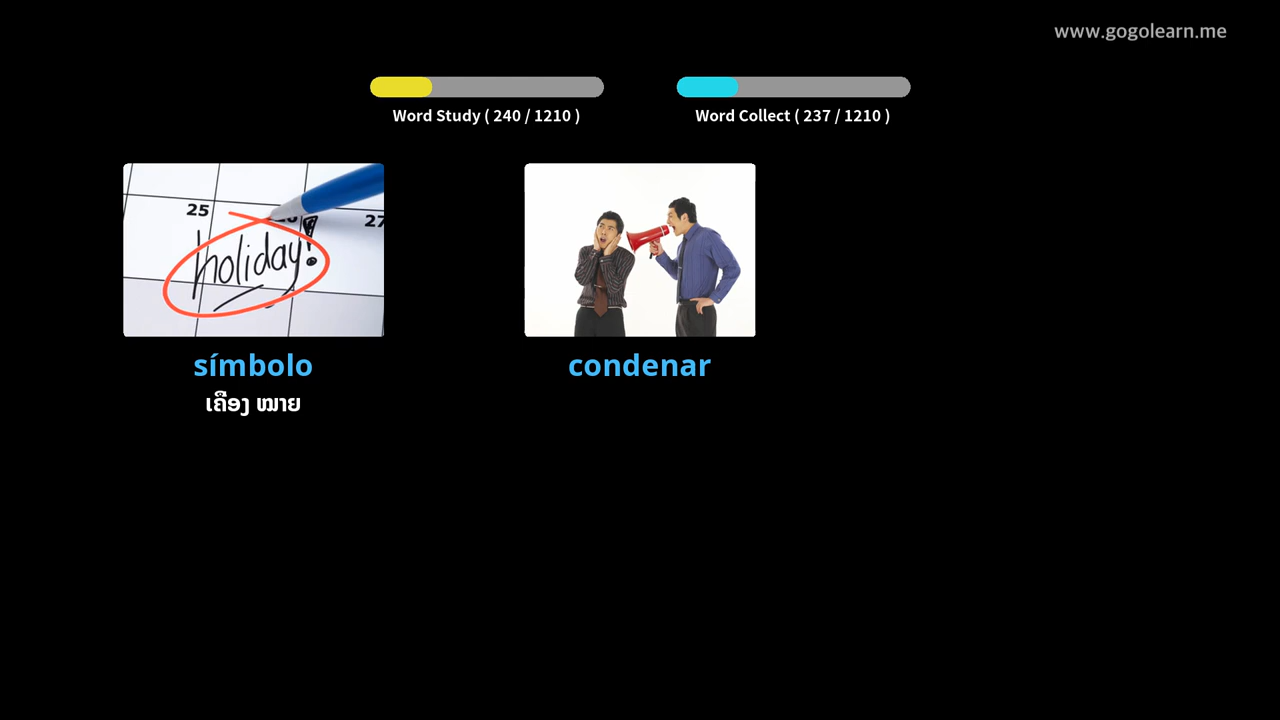 www.gogolearn.me
Word Study ( 240 / 1210 )
Word Collect ( 237 / 1210 )
25
27
holiday!
símbolo
ເຄືອງ ໝາຍ
condenar